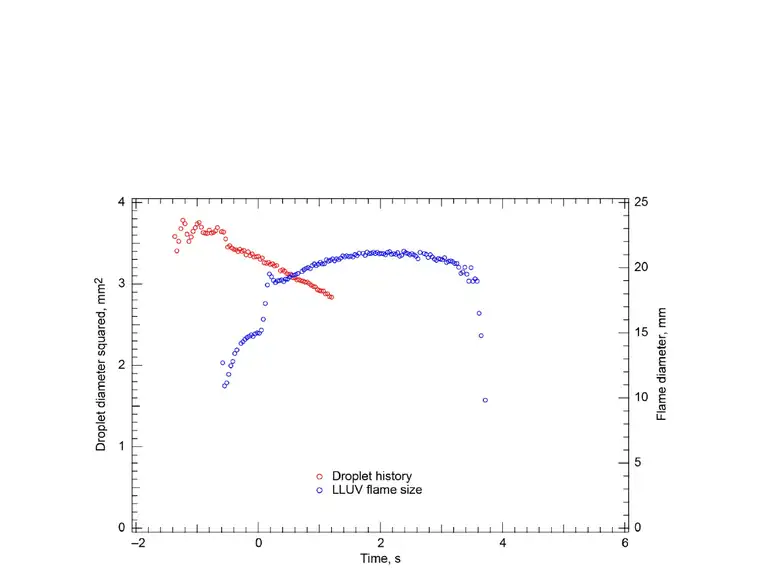 4
3
2
1
0
Droplet diameter squared, mm2
25
20
15
10
5
0
Flame diameter, mm
Droplet history
LLUV flame size
–2 0 2 4 6
Time, s